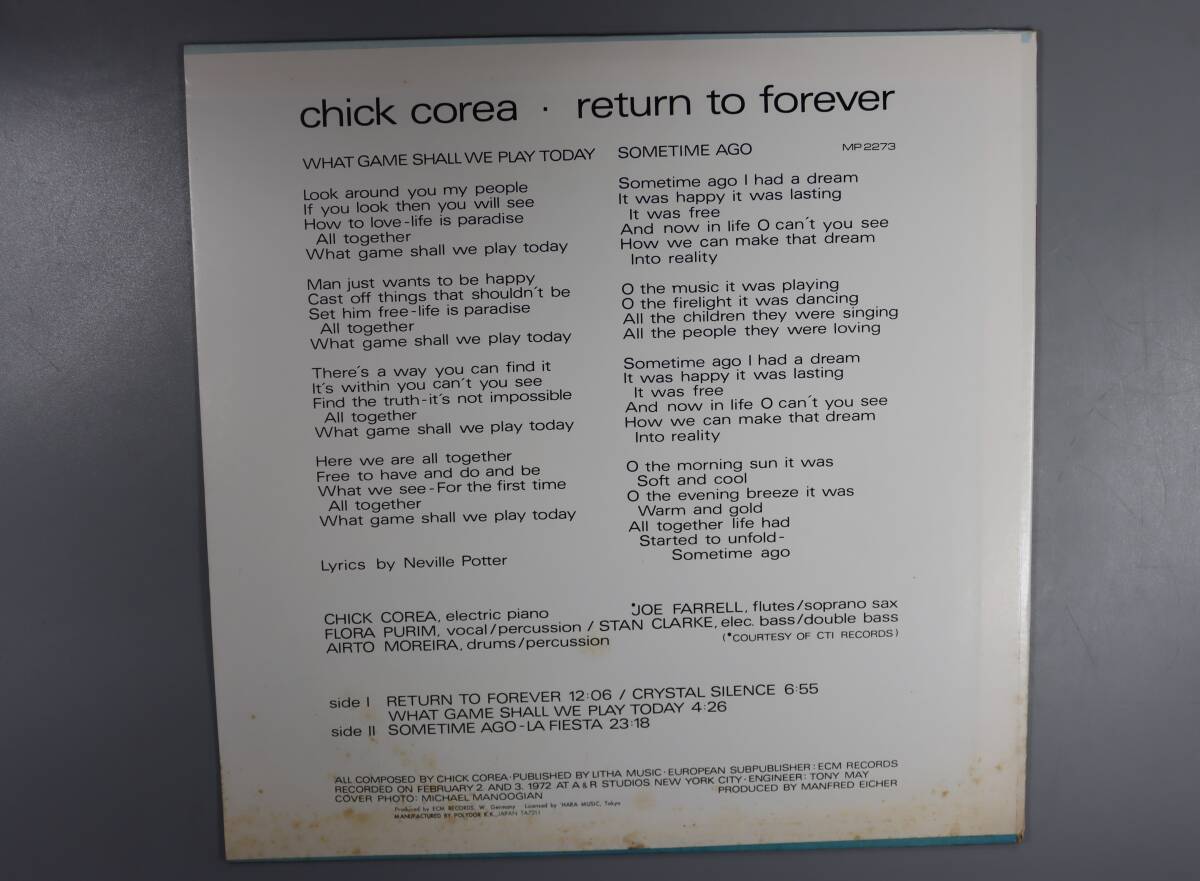 chick corea · return to forever
WHAT GAME SHALL WE PLAY TODAY
Look around you my people
If you look then you will see
How to love-life is paradise
All together
What game shall we play today
Man just wants to be happy
Cast off things that shouldn´t be
Set him free-life is paradise
All together
What game shall we play today
There´s a way you can find it
It´s within you can´t you see
Find the truth-it´s not impossible
All together
What game shall we play today
Here we are all together
Free to have and do and be
What we see-For the first time
All together
What game shall we play today
Lyrics by Neville Potter
SOMETIME AGO
MP 2273
Sometime ago I had a dream
It was happy it was lasting
It was free
And now in life O can´t you see
How we can make that dream
Into reality
O the music it was playing
O the firelight it was dancing
All the children they were singing
All the people they were loving
Sometime ago I had a dream
It was happy it was lasting
It was free
And now in life O can´t you see
How we can make that dream
Into reality
O the morning sun it was
Soft and cool
O the evening breeze it was
Warm and gold
All together life had
Started to unfold-
Sometime ago
CHICK COREA, electric piano *JOE FARRELL, flutes/soprano sax
FLORA PURIM, vocal/percussion / STAN CLARKE, elec. bass/double bass
AIRTO MOREIRA, drums/percussion (*COURTESY OF CTI RECORDS)
side I RETURN TO FOREVER 12:06 / CRYSTAL SILENCE 6:55
WHAT GAME SHALL WE PLAY TODAY 4:26
side II SOMETIME AGO-LA FIESTA 23:18
ALL COMPOSED BY CHICK COREA·PUBLISHED BY LITHA MUSIC·EUROPEAN SUBPUBLISHER: ECM RECORDS
RECORDED ON FEBRUARY 2. AND 3. 1972 AT A & R STUDIOS NEW YORK CITY·ENGINEER: TONY MAY
COVER PHOTO: MICHAEL MANOOGIAN PRODUCED BY MANFRED EICHER
Produced by ECM RECORDS, W. Germany Licensed by HARA MUSIC, Tokyo
MANUFACTURED BY POLYDOR K.K., JAPAN